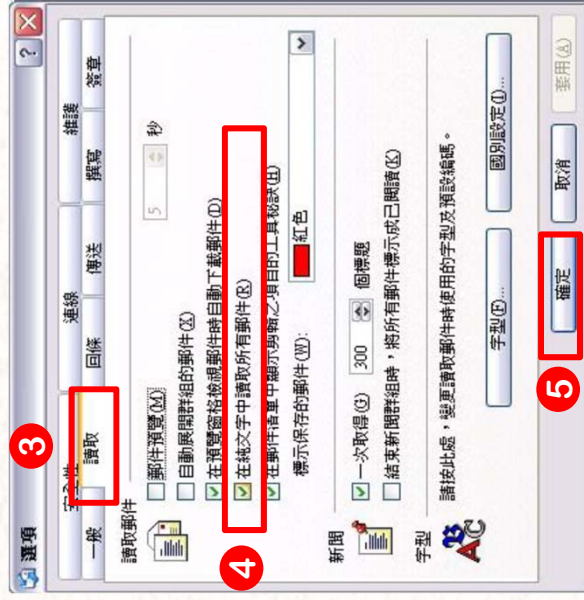 選項
安全性 連線 維護
一般 讀取 回條 傳送 撰寫 簽章
3
讀取郵件
郵件預覽(M) 5 秒
自動展開群組的郵件(X)
在預覽窗格檢視郵件時自動下載郵件(D)
在純文字中讀取所有郵件(R)
4
在郵件清單中顯示剪輯之項目的工具秘訣(H)
標示保存的郵件(W): 紅色
新聞
一次取得(G) 300 個標題
結束新聞群組時，將所有郵件標示成已閱讀(K)
字型
請按此處，變更讀取郵件時使用的字型及預設編碼。
字型(F)... 國別設定(I)...
5
確定 取消 套用(A)